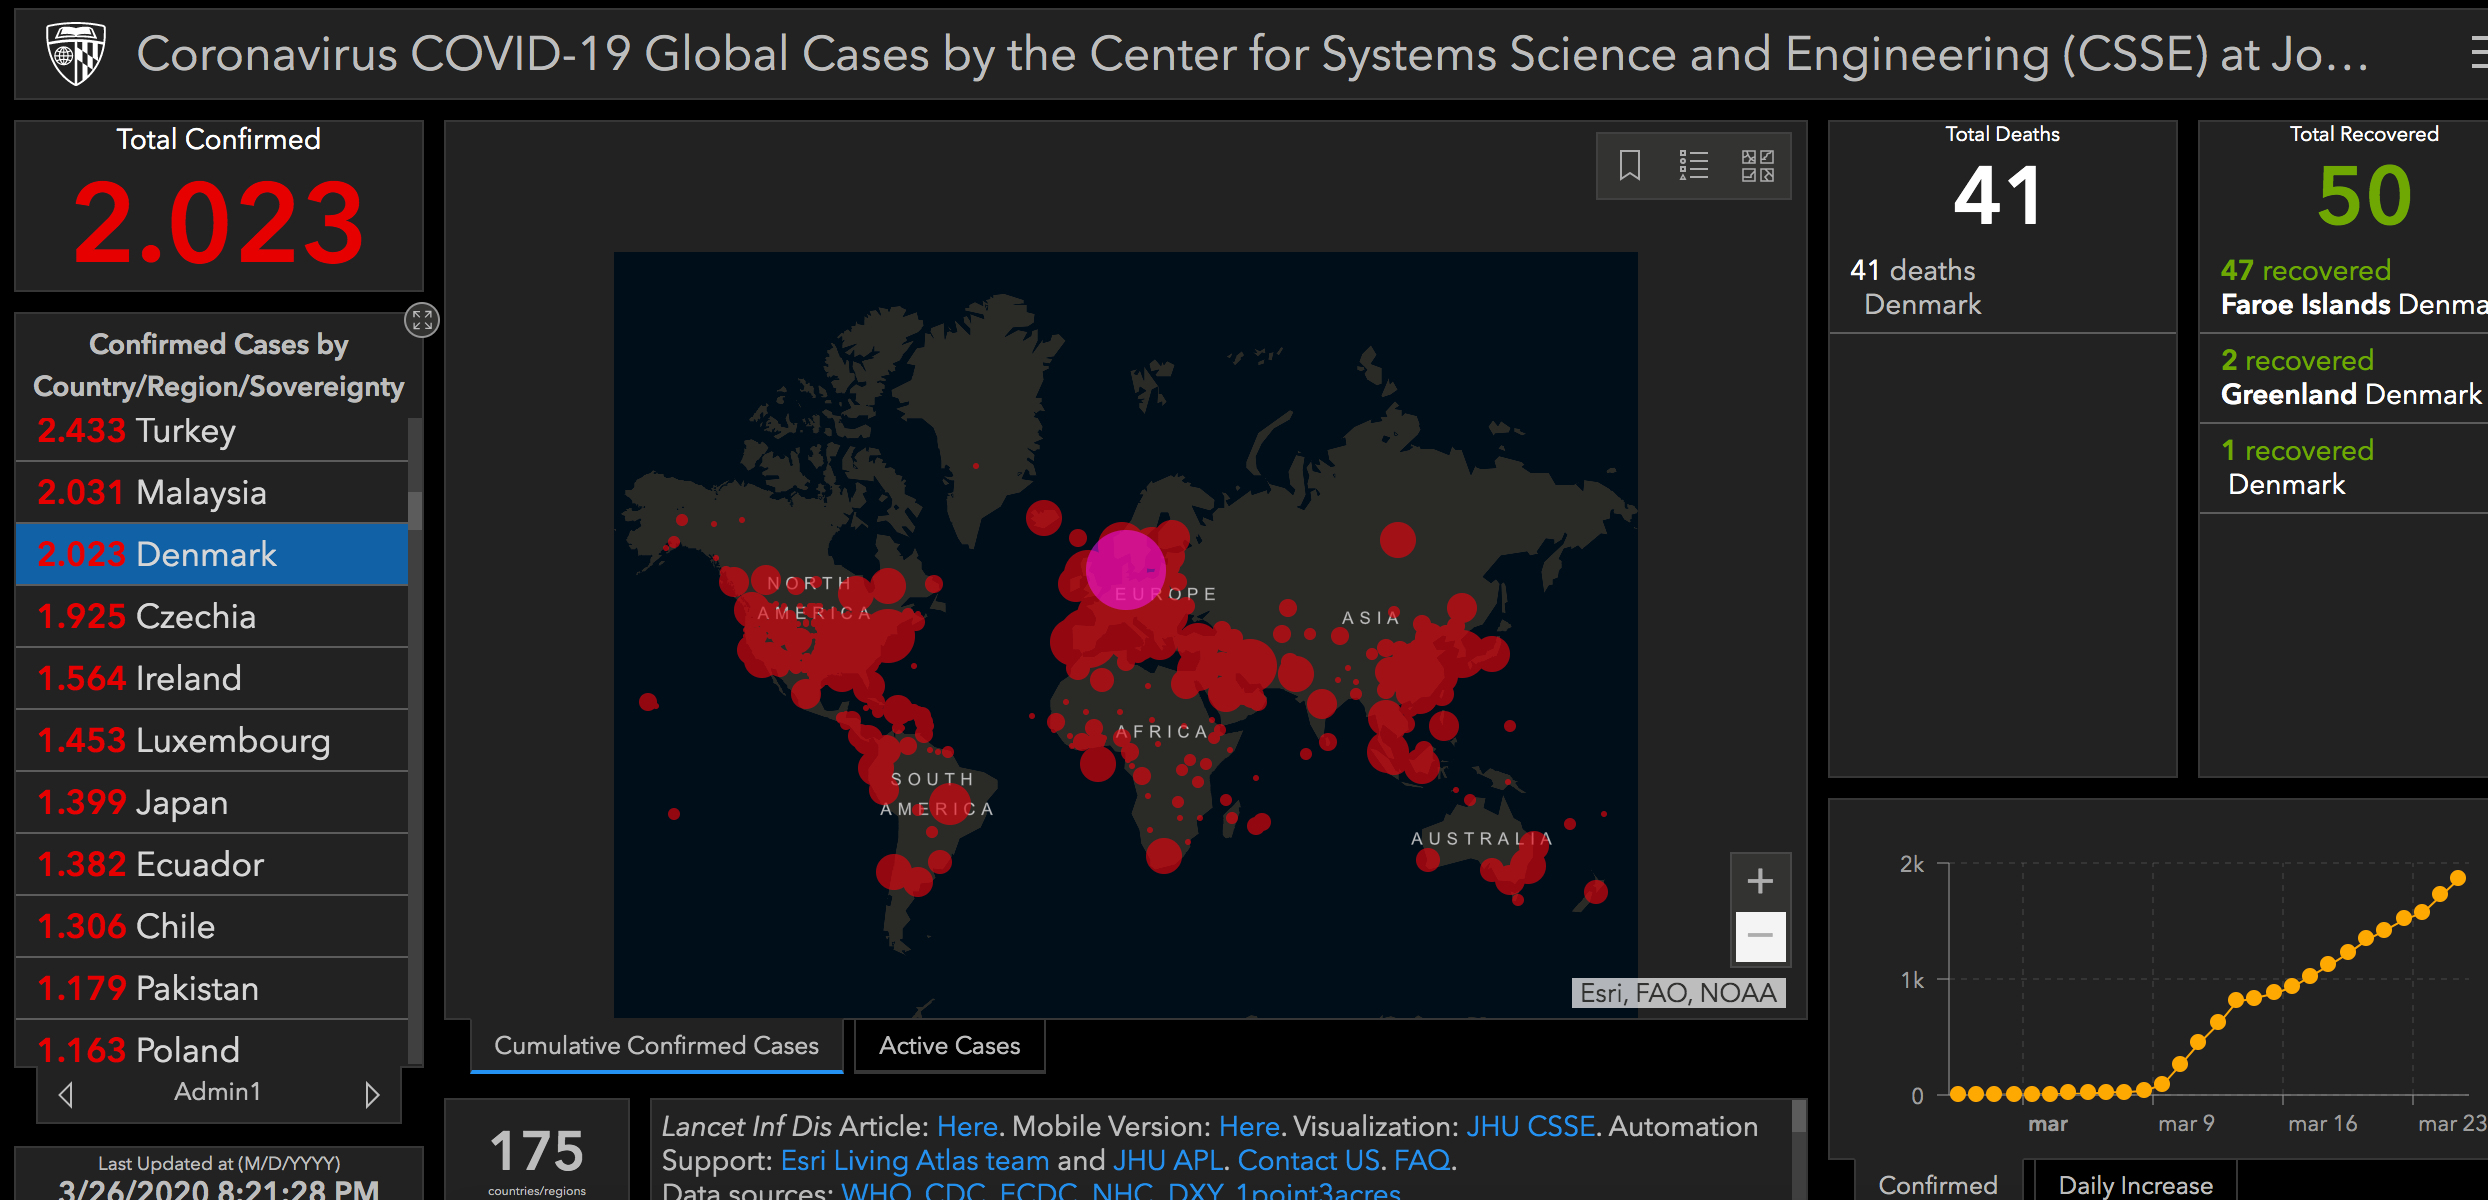 Coronavirus COVID-19 Global Cases by the Center for Systems Science and Engineering (CSSE) at Jo...
Total Confirmed
2.023
Confirmed Cases by
Country/Region/Sovereignty
2.433 Turkey
2.031 Malaysia
2.023 Denmark
1.925 Czechia
1.564 Ireland
1.453 Luxembourg
1.399 Japan
1.382 Ecuador
1.306 Chile
1.179 Pakistan
1.163 Poland
Admin1
Last Updated at (M/D/YYYY)
3/26/2020 8:21:28 PM
NORTH
AMERICA
EUROPE
ASIA
AFRICA
SOUTH
AMERICA
AUSTRALIA
+
−
Esri, FAO, NOAA
Cumulative Confirmed Cases
Active Cases
175
countries/regions
Lancet Inf Dis Article: Here. Mobile Version: Here. Visualization: JHU CSSE. Automation
Support: Esri Living Atlas team and JHU APL. Contact US. FAQ.
Data sources: WHO, CDC, ECDC, NHC, DXY, 1point3acres,
Total Deaths
41
41 deaths
Denmark
Total Recovered
50
47 recovered
Faroe Islands Denma
2 recovered
Greenland Denmark
1 recovered
Denmark
2k
1k
0
mar
mar 9
mar 16
mar 23
Confirmed
Daily Increase